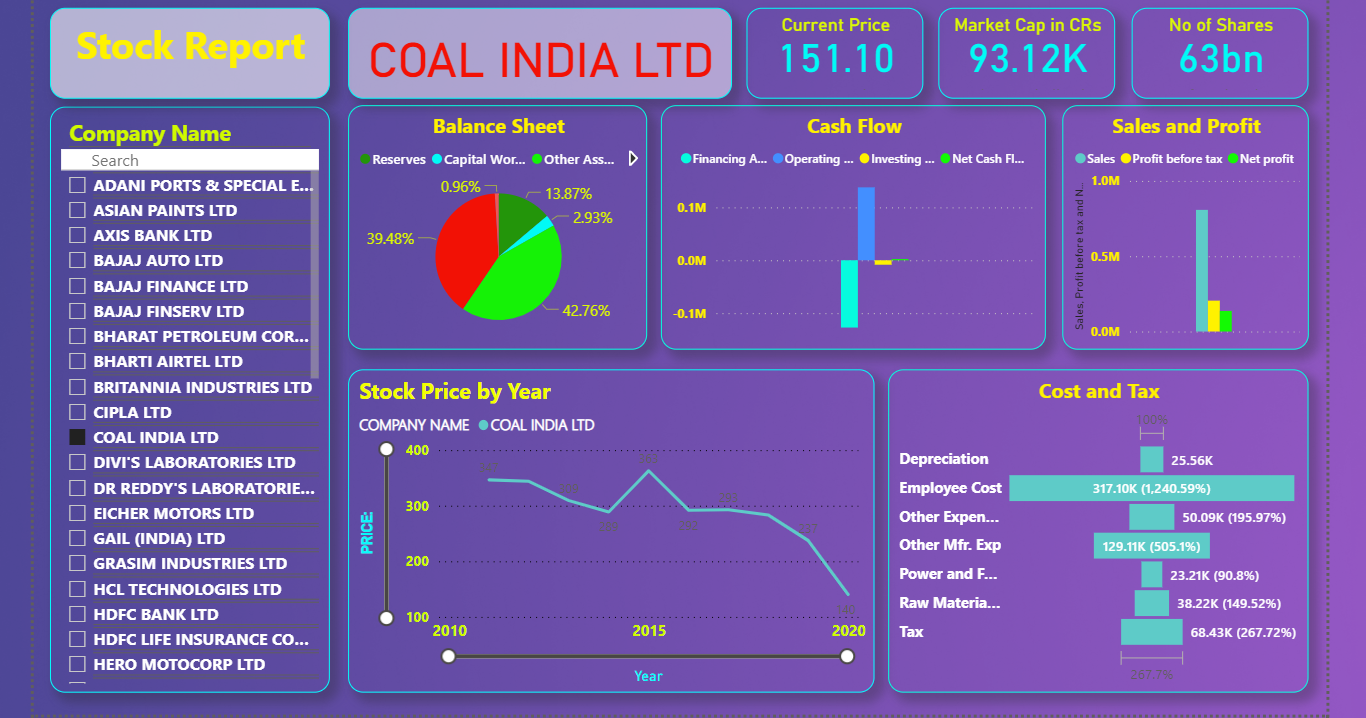 Stock Report
COAL INDIA LTD
Current Price
151.10
Market Cap in CRs
93.12K
No of Shares
63bn
Company Name
Search
ADANI PORTS & SPECIAL E...
ASIAN PAINTS LTD
AXIS BANK LTD
BAJAJ AUTO LTD
BAJAJ FINANCE LTD
BAJAJ FINSERV LTD
BHARAT PETROLEUM COR...
BHARTI AIRTEL LTD
BRITANNIA INDUSTRIES LTD
CIPLA LTD
COAL INDIA LTD
DIVI'S LABORATORIES LTD
DR REDDY'S LABORATORIE...
EICHER MOTORS LTD
GAIL (INDIA) LTD
GRASIM INDUSTRIES LTD
HCL TECHNOLOGIES LTD
HDFC BANK LTD
HDFC LIFE INSURANCE CO...
HERO MOTOCORP LTD
Balance Sheet
Reserves Capital Wor... Other Ass...
0.96%
13.87%
2.93%
39.48%
42.76%
Cash Flow
Financing A... Operating ... Investing ... Net Cash Fl...
0.1M
0.0M
-0.1M
Sales and Profit
Sales Profit before tax Net profit
Sales, Profit before tax and N...
1.0M
0.5M
0.0M
Stock Price by Year
COMPANY NAME COAL INDIA LTD
PRICE:
400
300
200
100
2010 2015 2020
Year
Cost and Tax
100%
Depreciation 25.56K
Employee Cost 317.10K (1,240.59%)
Other Expen... 50.09K (195.97%)
Other Mfr. Exp 129.11K (505.1%)
Power and F... 23.21K (90.8%)
Raw Materia... 38.22K (149.52%)
Tax 68.43K (267.72%)
267.7%